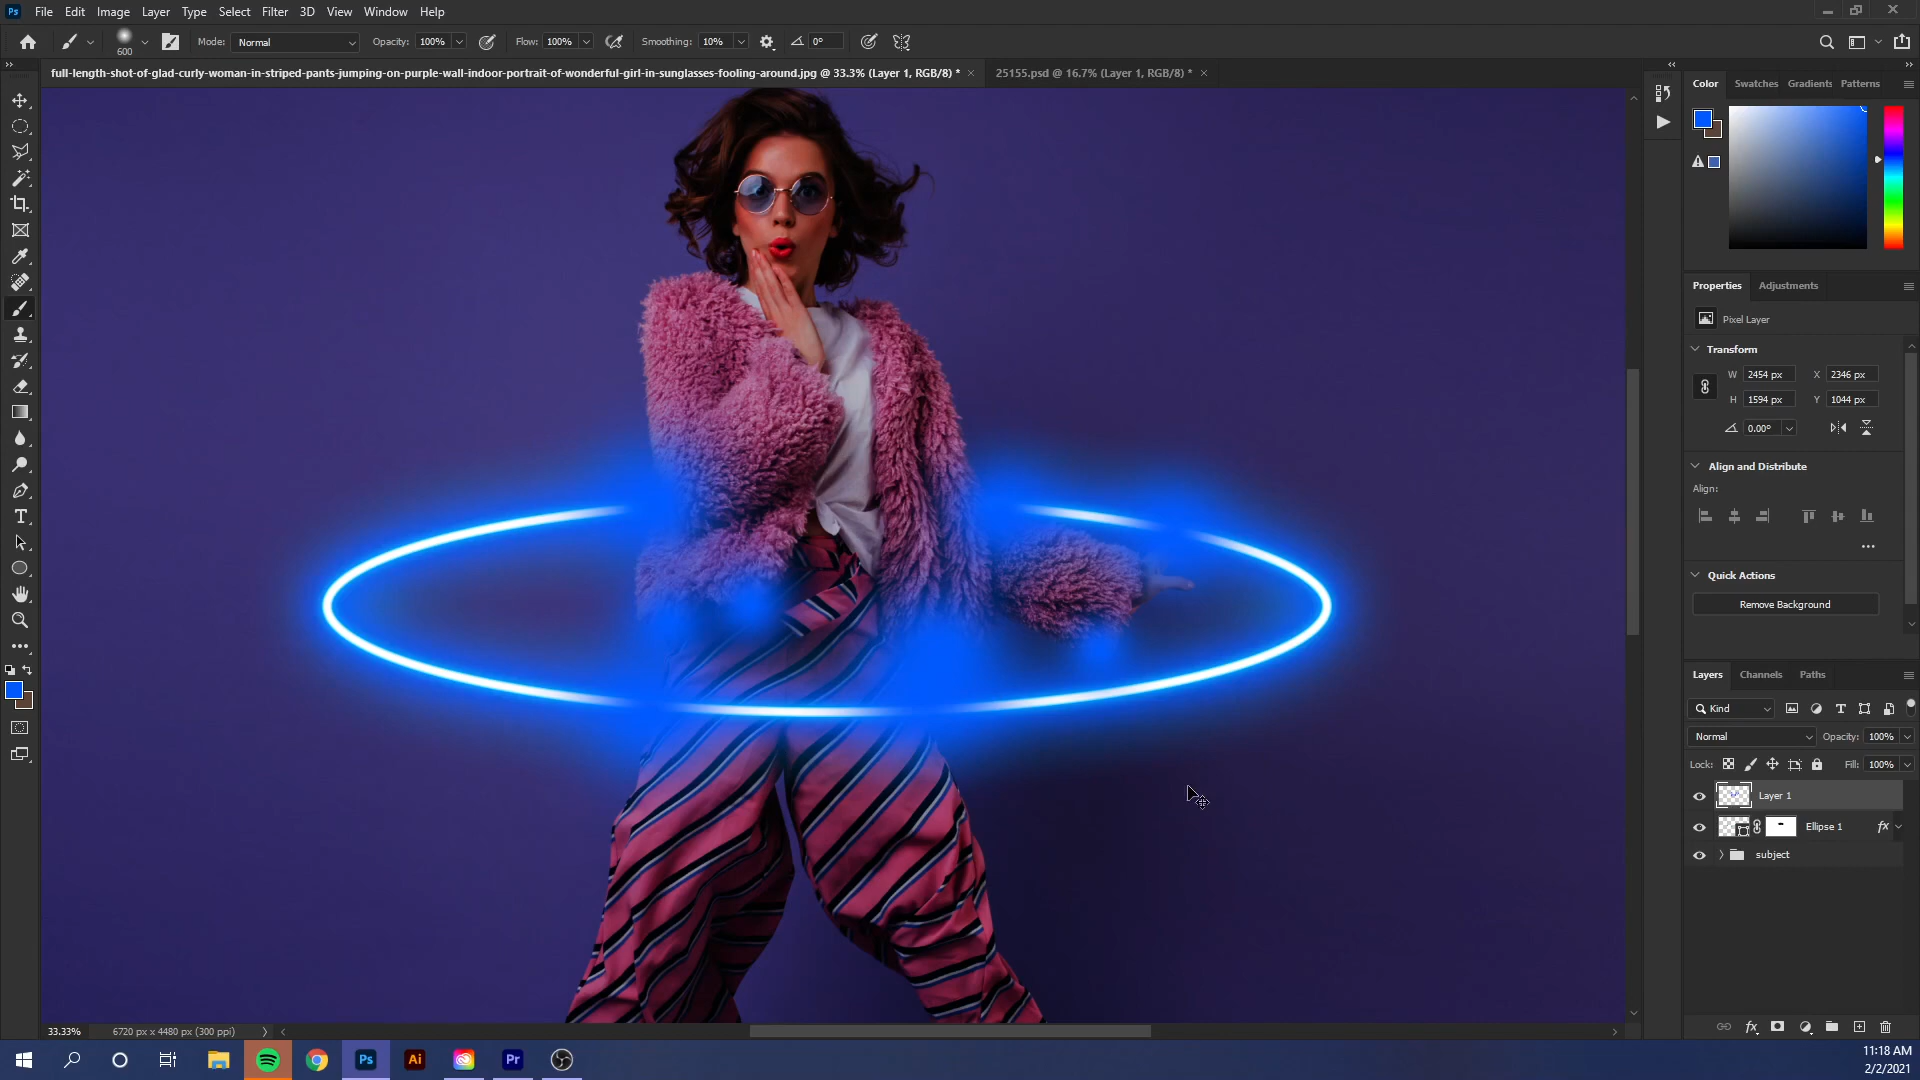 Ps File Edit Image Layer Type Select Filter 3D View Window Help
600 Mode: Normal Opacity: 100% Flow: 100% Smoothing: 10% 0°
full-length-shot-of-glad-curly-woman-in-striped-pants-jumping-on-purple-wall-indoor-portrait-of-wonderful-girl-in-sunglasses-fooling-around.jpg @ 33.3% (Layer 1, RGB/8) * 25155.psd @ 16.7% (Layer 1, RGB/8) *
Color Swatches Gradients Patterns
Properties Adjustments
Pixel Layer
Transform
W 2454 px X 2346 px
H 1594 px Y 1044 px
0.00°
Align and Distribute
Align:
Quick Actions
Remove Background
Layers Channels Paths
Kind
Normal Opacity: 100%
Lock: Fill: 100%
Layer 1
Ellipse 1 fx
subject
fx
33.33% 6720 px x 4480 px (300 ppi)
Ps Ai Pr
11:18 AM
2/2/2021